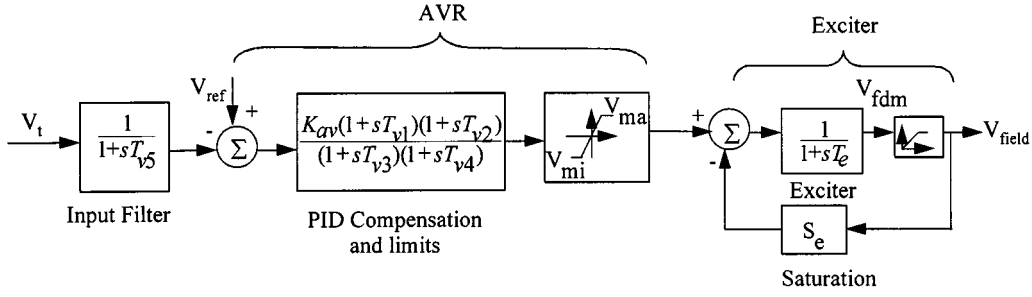 AVR
Exciter
V_t
1
1+sT_v5
Input Filter
V_ref
+
-
Σ
K_av(1+sT_v1)(1+sT_v2)
(1+sT_v3)(1+sT_v4)
PID Compensation
and limits
V_ma
V_mi
+
-
Σ
1
1+sT_e
Exciter
V_fdm
V_field
S_e
Saturation